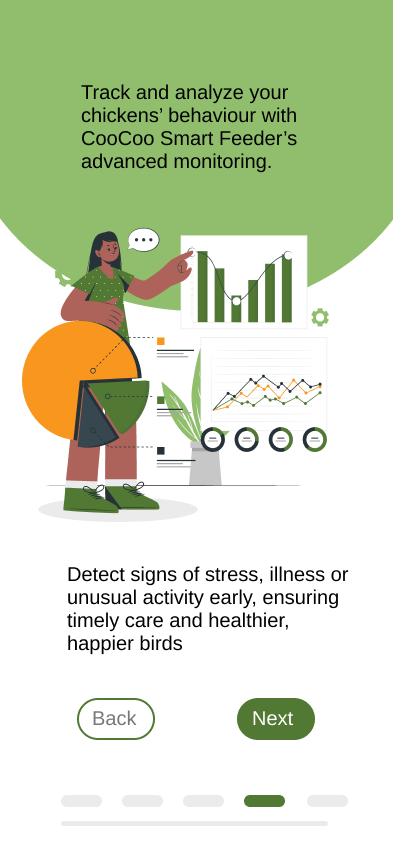 Track and analyze your
chickens’ behaviour with
CooCoo Smart Feeder’s
advanced monitoring.
Detect signs of stress, illness or
unusual activity early, ensuring
timely care and healthier,
happier birds
Back
Next